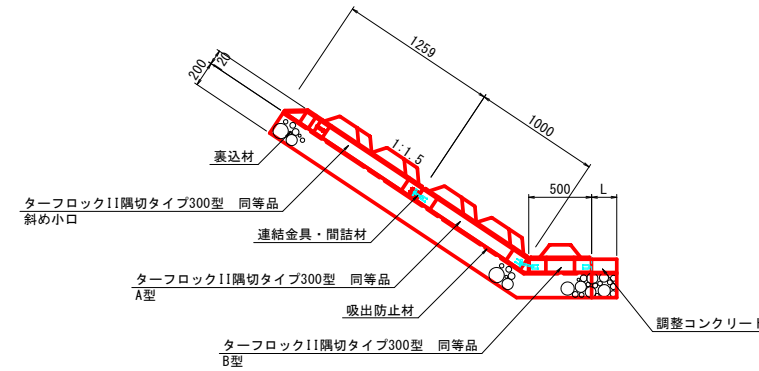 1259
200
120
1000
1:1.5
裏込材
500
L
ターフロックII隅切タイプ300型 同等品
斜め小口
連結金具・間詰材
ターフロックII隅切タイプ300型 同等品
A型
吸出防止材
調整コンクリート
ターフロックII隅切タイプ300型 同等品
B型